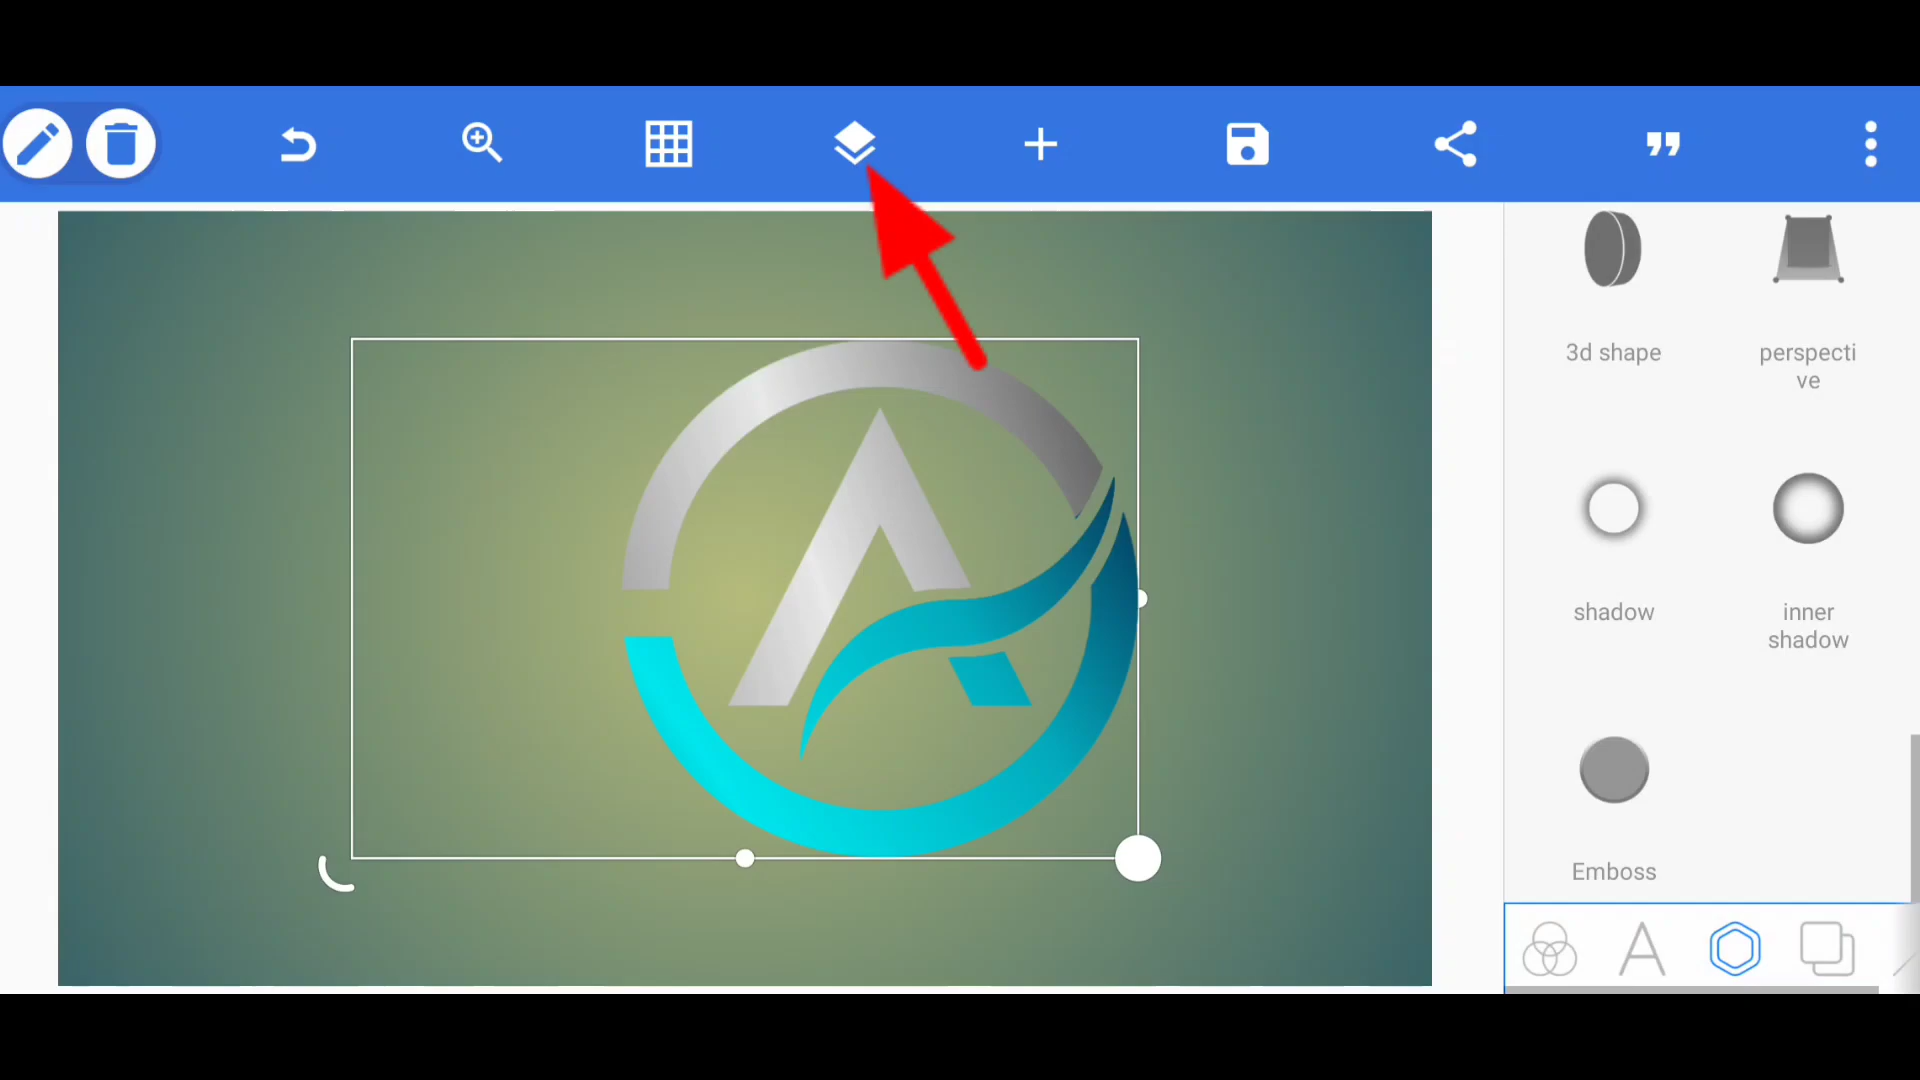 3d shape
perspecti
ve
shadow
inner
shadow
Emboss
A